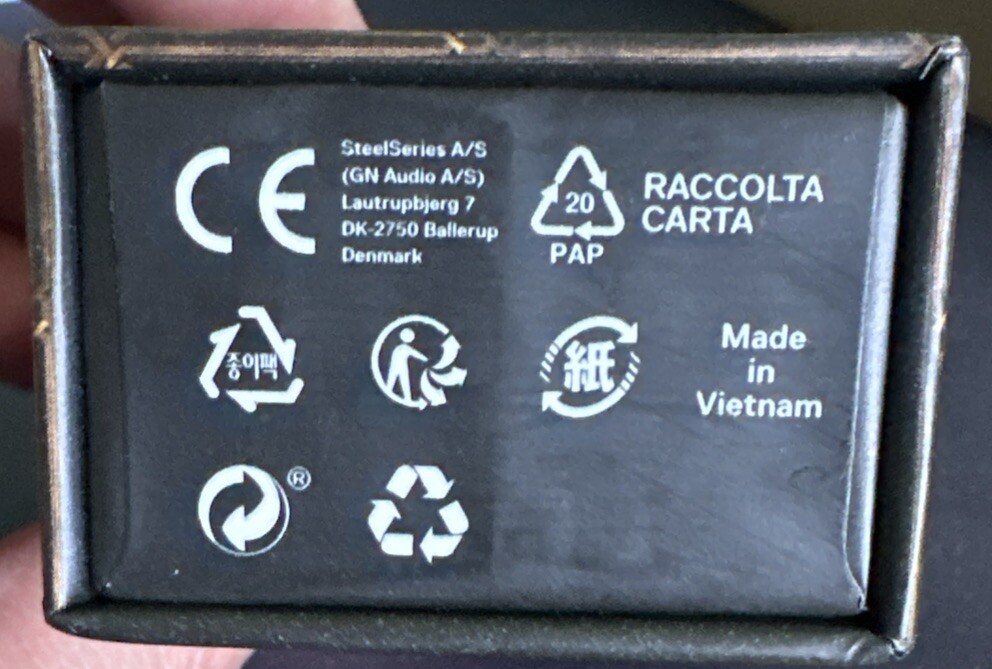 CE
SteelSeries A/S
(GN Audio A/S)
Lautrupbjerg 7
DK-2750 Ballerup
Denmark
20
PAP
RACCOLTA
CARTA
종이팩
紙
Made
in
Vietnam
®